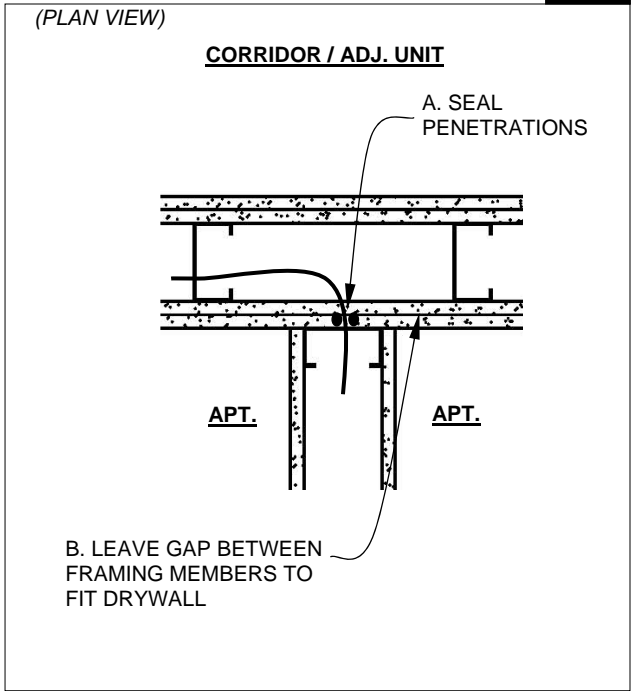 (PLAN VIEW)
CORRIDOR / ADJ. UNIT
A. SEAL
PENETRATIONS
APT.
APT.
B. LEAVE GAP BETWEEN
FRAMING MEMBERS TO
FIT DRYWALL